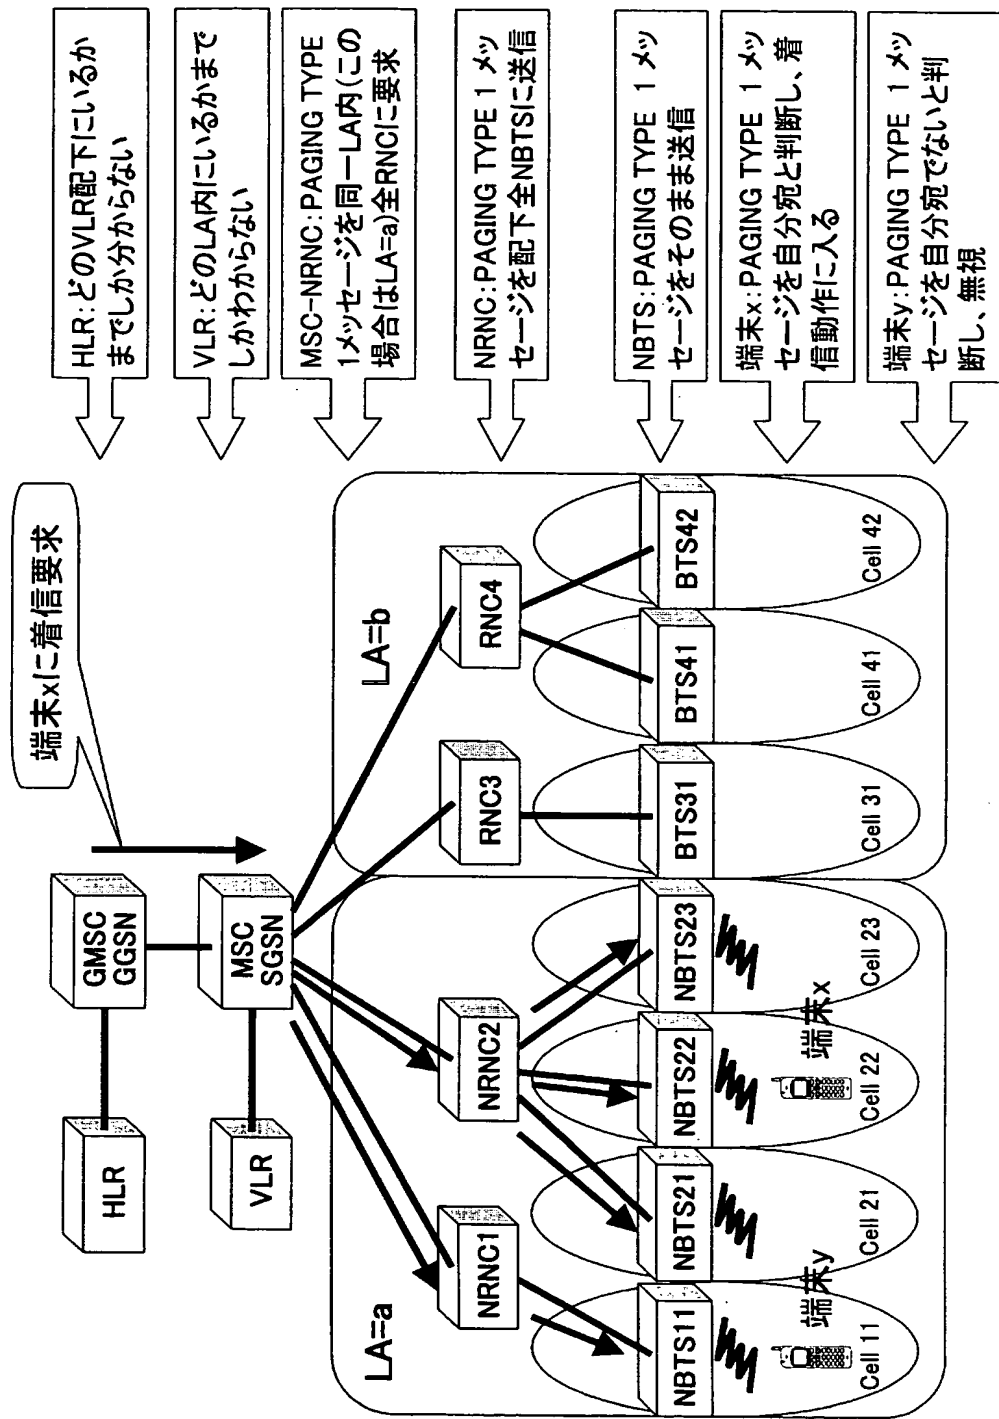 端末xに着信要求
HLR
GMSC
GGSN
VLR
MSC
SGSN
LA=a
LA=b
NRNC1
NRNC2
RNC3
RNC4
NBTS11
NBTS21
NBTS22
NBTS23
BTS31
BTS41
BTS42
端末y
端末x
Cell 11
Cell 21
Cell 22
Cell 23
Cell 31
Cell 41
Cell 42
HLR:どのVLR配下にいるか
までしか分からない
VLR:どのLA内にいるかまで
しかわからない
MSC-NRNC:PAGING TYPE
1メッセージを同一LA内(この
場合はLA=a)全RNCに要求
NRNC:PAGING TYPE 1 メッ
セージを配下全NBTSに送信
NBTS:PAGING TYPE 1 メッ
セージをそのまま送信
端末x:PAGING TYPE 1 メッ
セージを自分宛と判断し、着
信動作に入る
端末y:PAGING TYPE 1 メッ
セージを自分宛でないと判
断し、無視